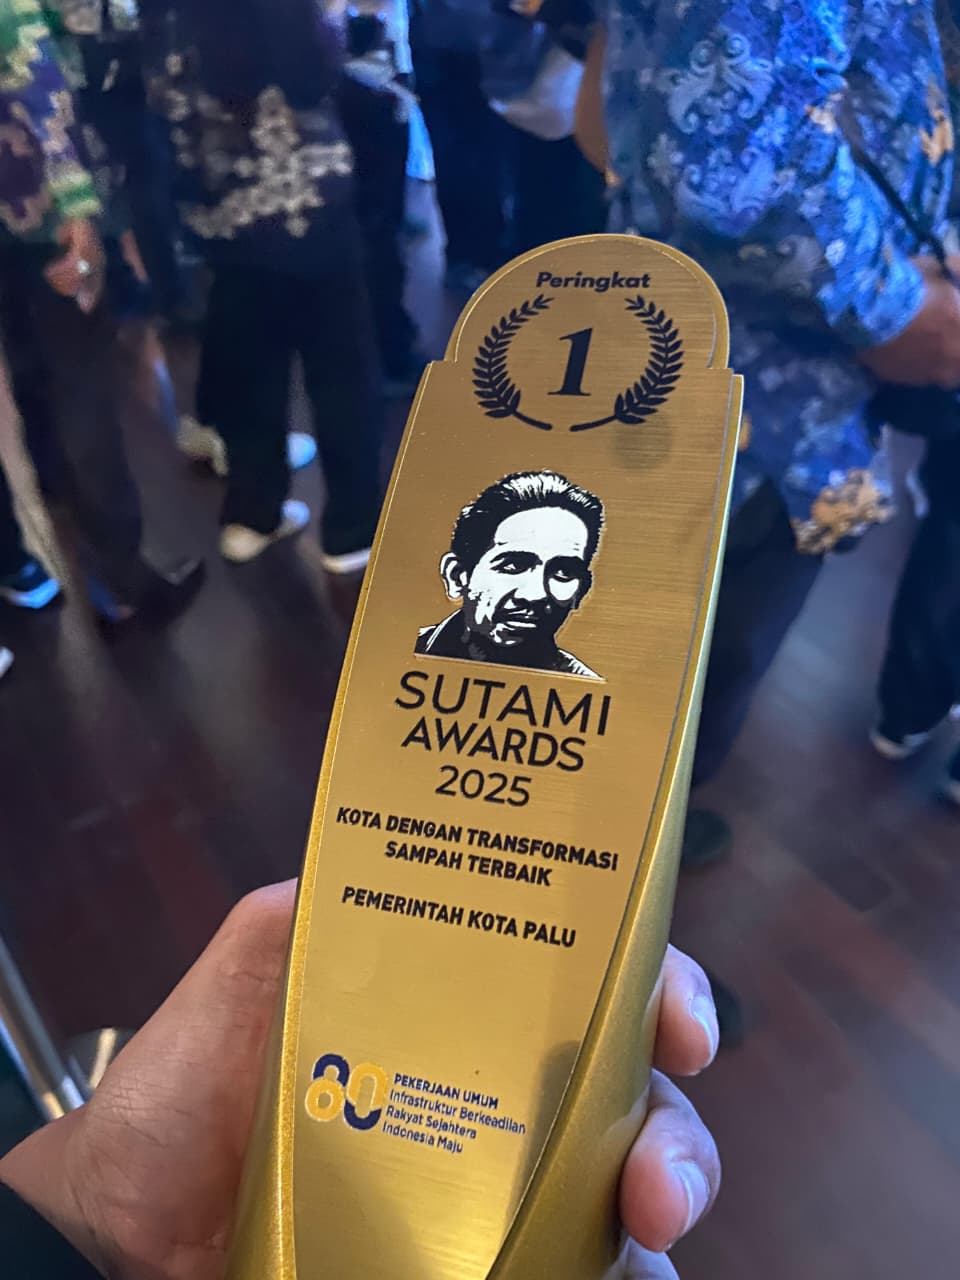 Peringkat
1
SUTAMI
AWARDS
2025
KOTA DENGAN TRANSFORMASI
SAMPAH TERBAIK
PEMERINTAH KOTA PALU
80
PEKERJAAN UMUM
Infrastruktur Berkeadilan
Rakyat Sejahtera
Indonesia Maju